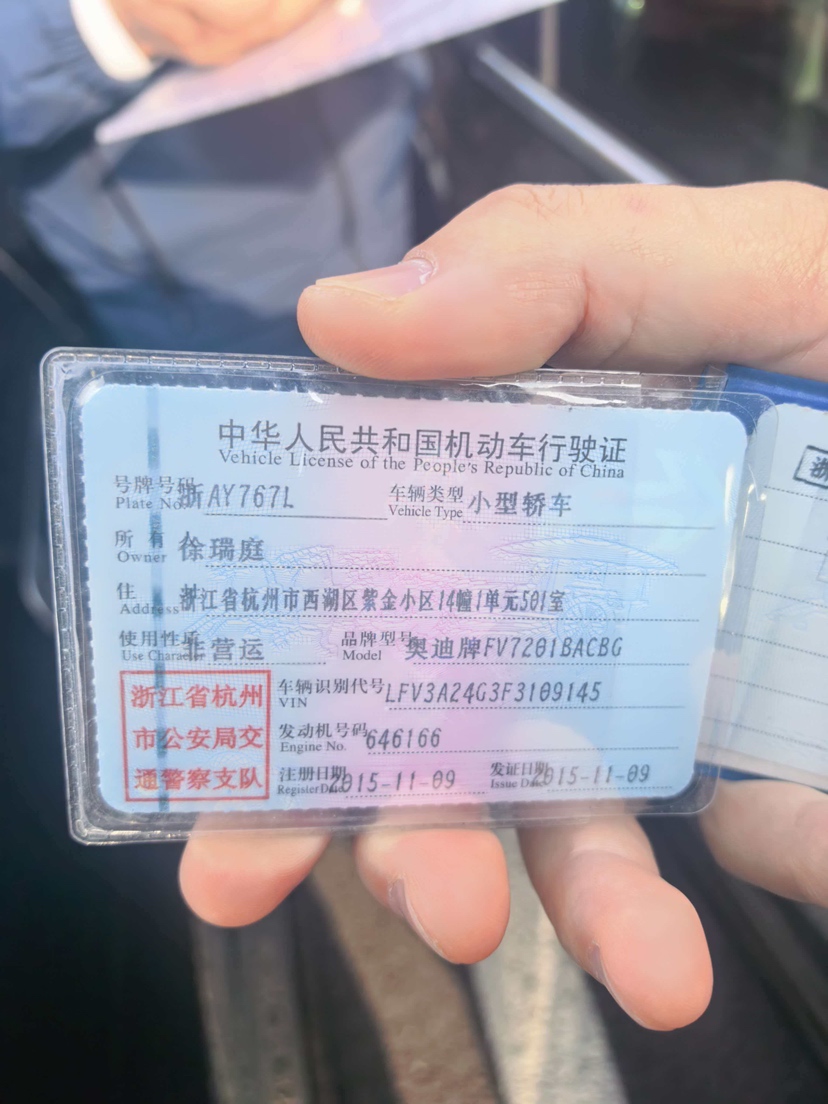 中华人民共和国机动车行驶证
Vehicle License of the People's Republic of China
号牌号码 浙AY767L 车辆类型 小型轿车
Plate No. Vehicle Type
所有人 徐瑞庭
Owner
住址 浙江省杭州市西湖区紫金小区14幢1单元501室
Address
使用性质 非营运 品牌型号 奥迪牌FV7201BACBG
Use Character Model
浙江省杭州市公安局交通警察支队
车辆识别代号 LFV3A24G3F3109145
VIN
发动机号码 646166
Engine No.
注册日期 2015-11-09 发证日期 2015-11-09
Register Date Issue Date
浙